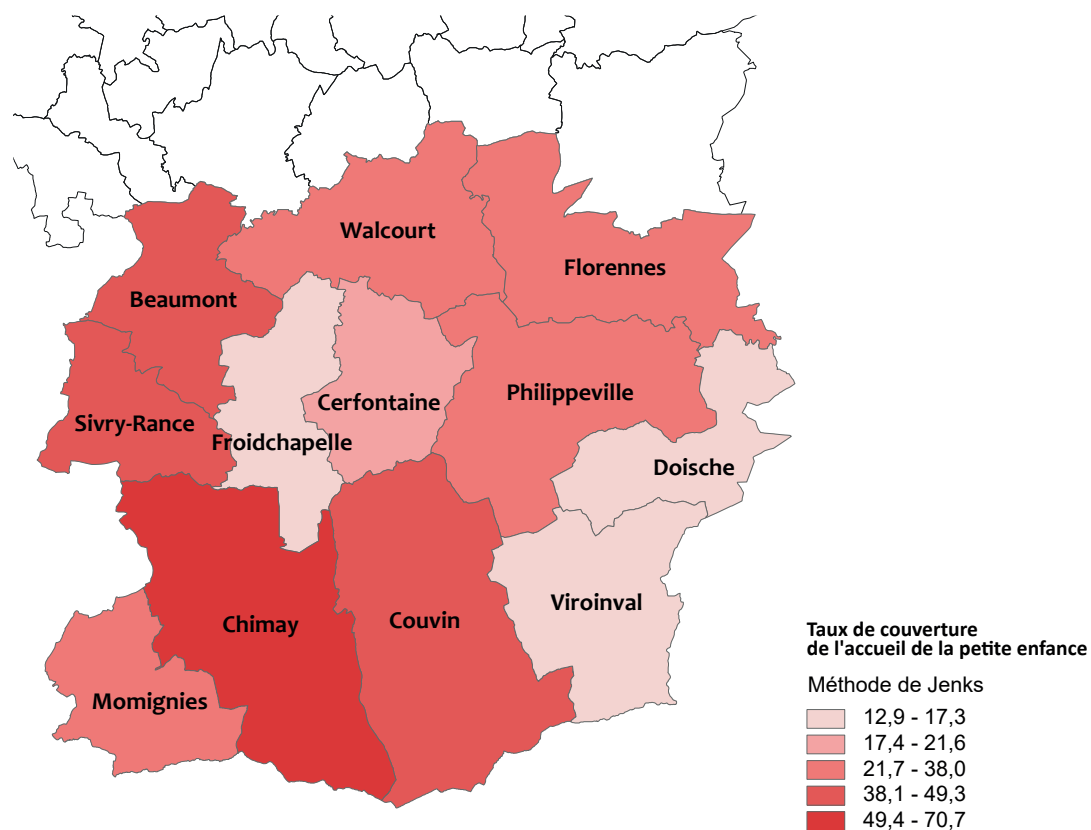 Walcourt
Florennes
Beaumont
Philippeville
Cerfontaine
Sivry-Rance
Froidchapelle
Doische
Viroinval
Couvin
Chimay
Momignies
Taux de couverture
de l'accueil de la petite enfance
Méthode de Jenks
12,9 - 17,3
17,4 - 21,6
21,7 - 38,0
38,1 - 49,3
49,4 - 70,7